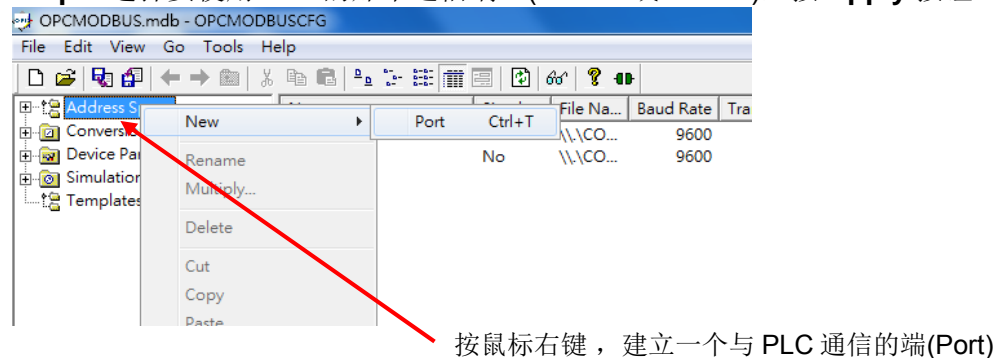 OPCMODBUS.mdb - OPCMODBUSCFG
File Edit View Go Tools Help
Address S
File Na... Baud Rate Tra
New Port Ctrl+T \\.\CO... 9600
Conversi
Device Pa Rename No \\.\CO... 9600
Simulation Multiply...
Templates
Delete
Cut
Copy
Paste
按鼠标右键 ,建立一个与 PLC 通信的端(Port)